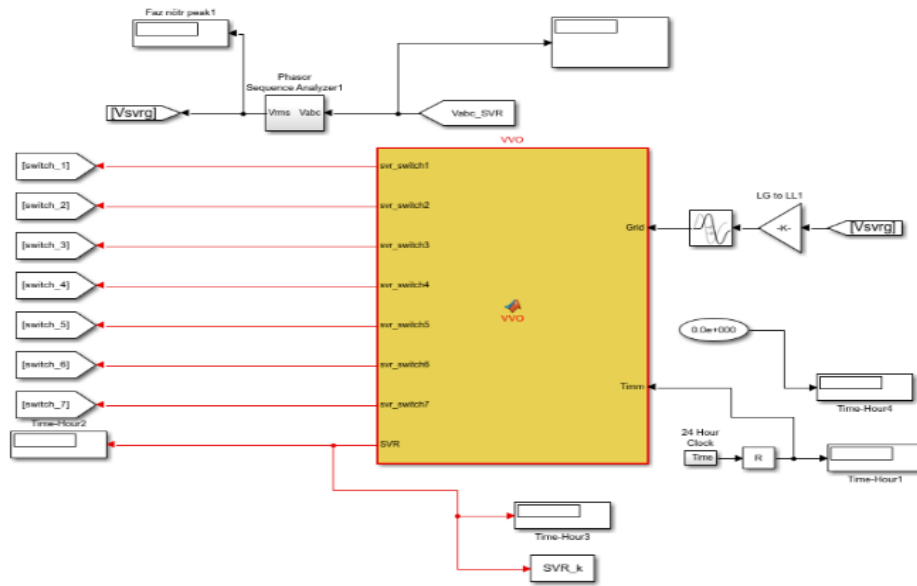 Faz nötr peak1
Phasor
Sequence Analyzer1
[Vsvrg]
Vrms
Vabc
Vabc_SVR
VVO
[switch_1]
svr_switch1
[switch_2]
svr_switch2
LG to LL1
[switch_3]
svr_switch3
Grid
-K-
[Vsvrg]
[switch_4]
svr_switch4
VVO
[switch_5]
svr_switch5
0.0e+000
[switch_6]
svr_switch6
Timm
Time-Hour4
[switch_7]
svr_switch7
Time-Hour2
SVR
24 Hour
Clock
Time
R
Time-Hour1
Time-Hour3
SVR_k